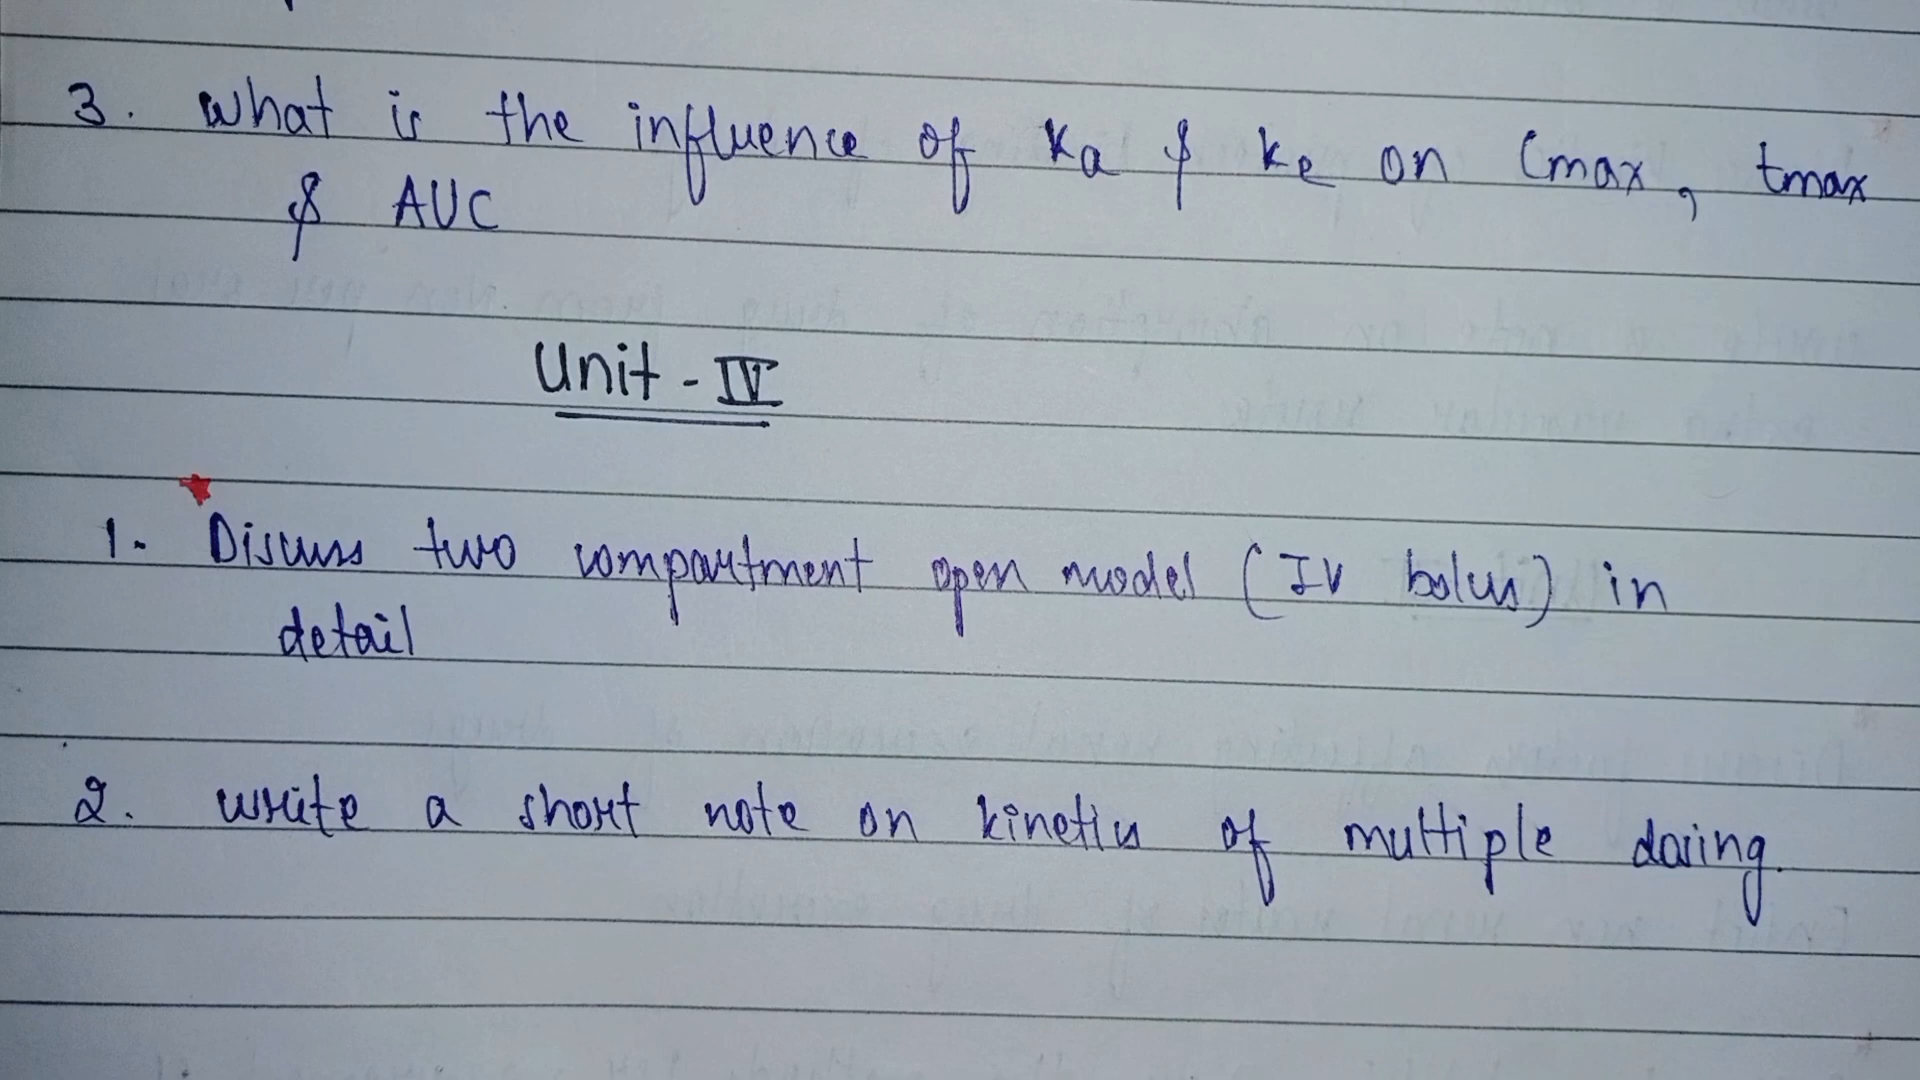 3. What is the influence of Ka & Ke on Cmax, tmax
& AUC
Unit - IV
1. Discuss two compartment open model (IV bolus) in
detail
2. write a short note on kinetics of multiple dosing.